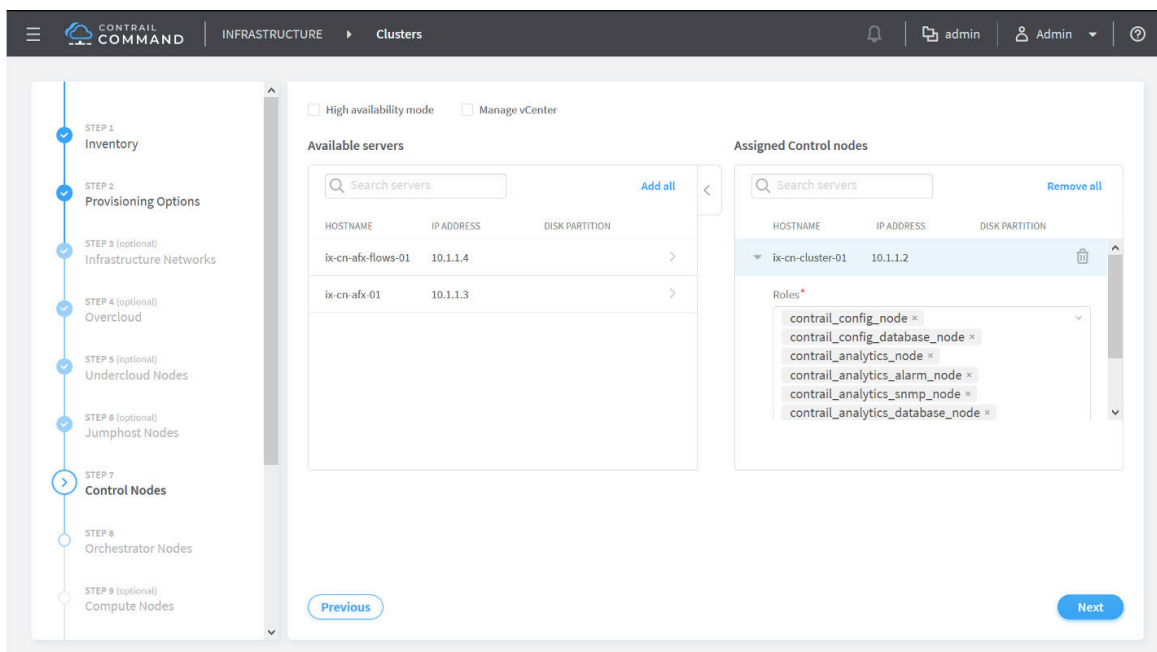 CONTRAIL
COMMAND
INFRASTRUCTURE
Clusters
admin
Admin
STEP 1
Inventory
STEP 2
Provisioning Options
STEP 3 (optional)
Infrastructure Networks
STEP 4 (optional)
Overcloud
STEP 5 (optional)
Undercloud Nodes
STEP 6 (optional)
Jumphost Nodes
STEP 7
Control Nodes
STEP 8
Orchestrator Nodes
STEP 9 (optional)
Compute Nodes
High availability mode Manage vCenter
Available servers
Search servers Add all
HOSTNAME IP ADDRESS DISK PARTITION
ix-cn-afx-flows-01 10.1.1.4
ix-cn-afx-01 10.1.1.3
Assigned Control nodes
Search servers Remove all
HOSTNAME IP ADDRESS DISK PARTITION
ix-cn-cluster-01 10.1.1.2
Roles*
contrail_config_node ×
contrail_config_database_node ×
contrail_analytics_node ×
contrail_analytics_alarm_node ×
contrail_analytics_snmp_node ×
contrail_analytics_database_node ×
Previous
Next